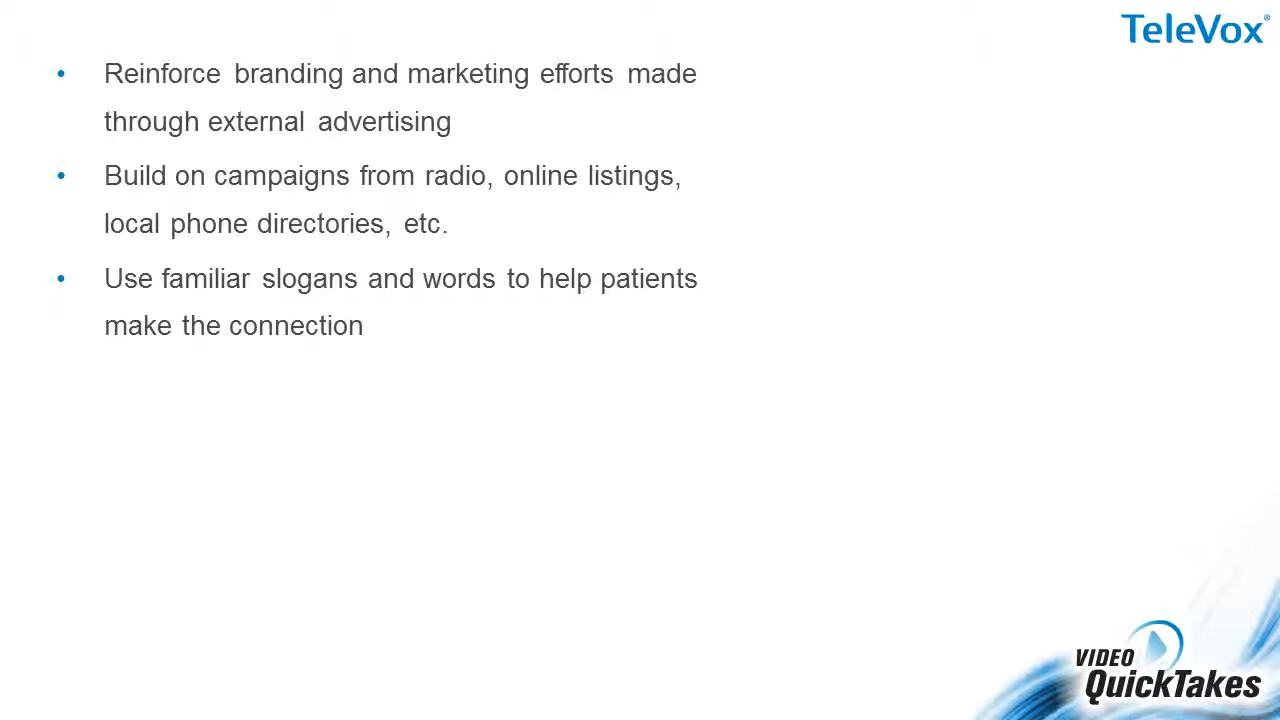 TeleVox®
• Reinforce branding and marketing efforts made
through external advertising
• Build on campaigns from radio, online listings,
local phone directories, etc.
• Use familiar slogans and words to help patients
make the connection
VIDEO
QuickTakes